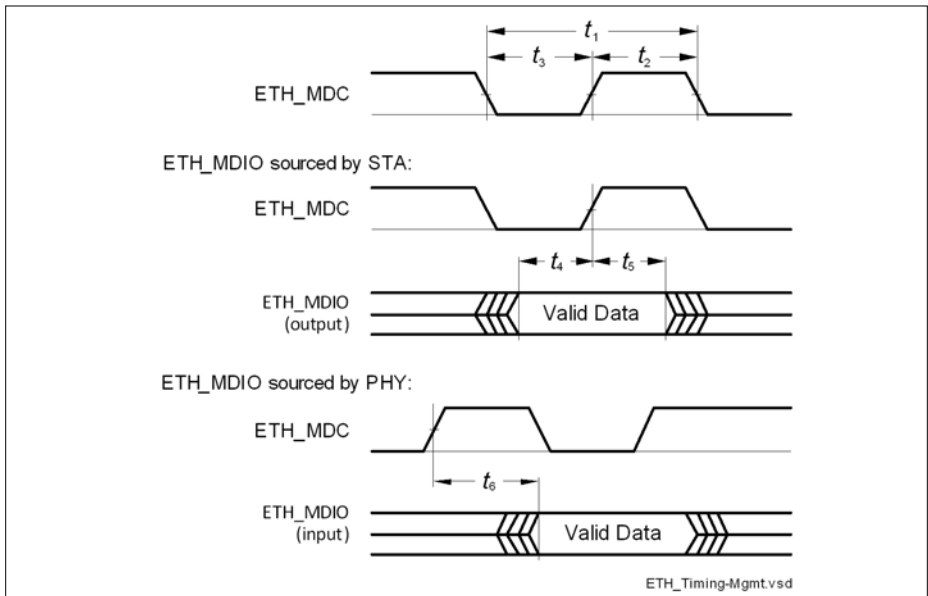 t1
t3 t2
ETH_MDC
ETH_MDIO sourced by STA:
ETH_MDC
t4 t5
ETH_MDIO
(output)
Valid Data
ETH_MDIO sourced by PHY:
ETH_MDC
t6
ETH_MDIO
(input)
Valid Data
ETH_Timing-Mgmt.vsd